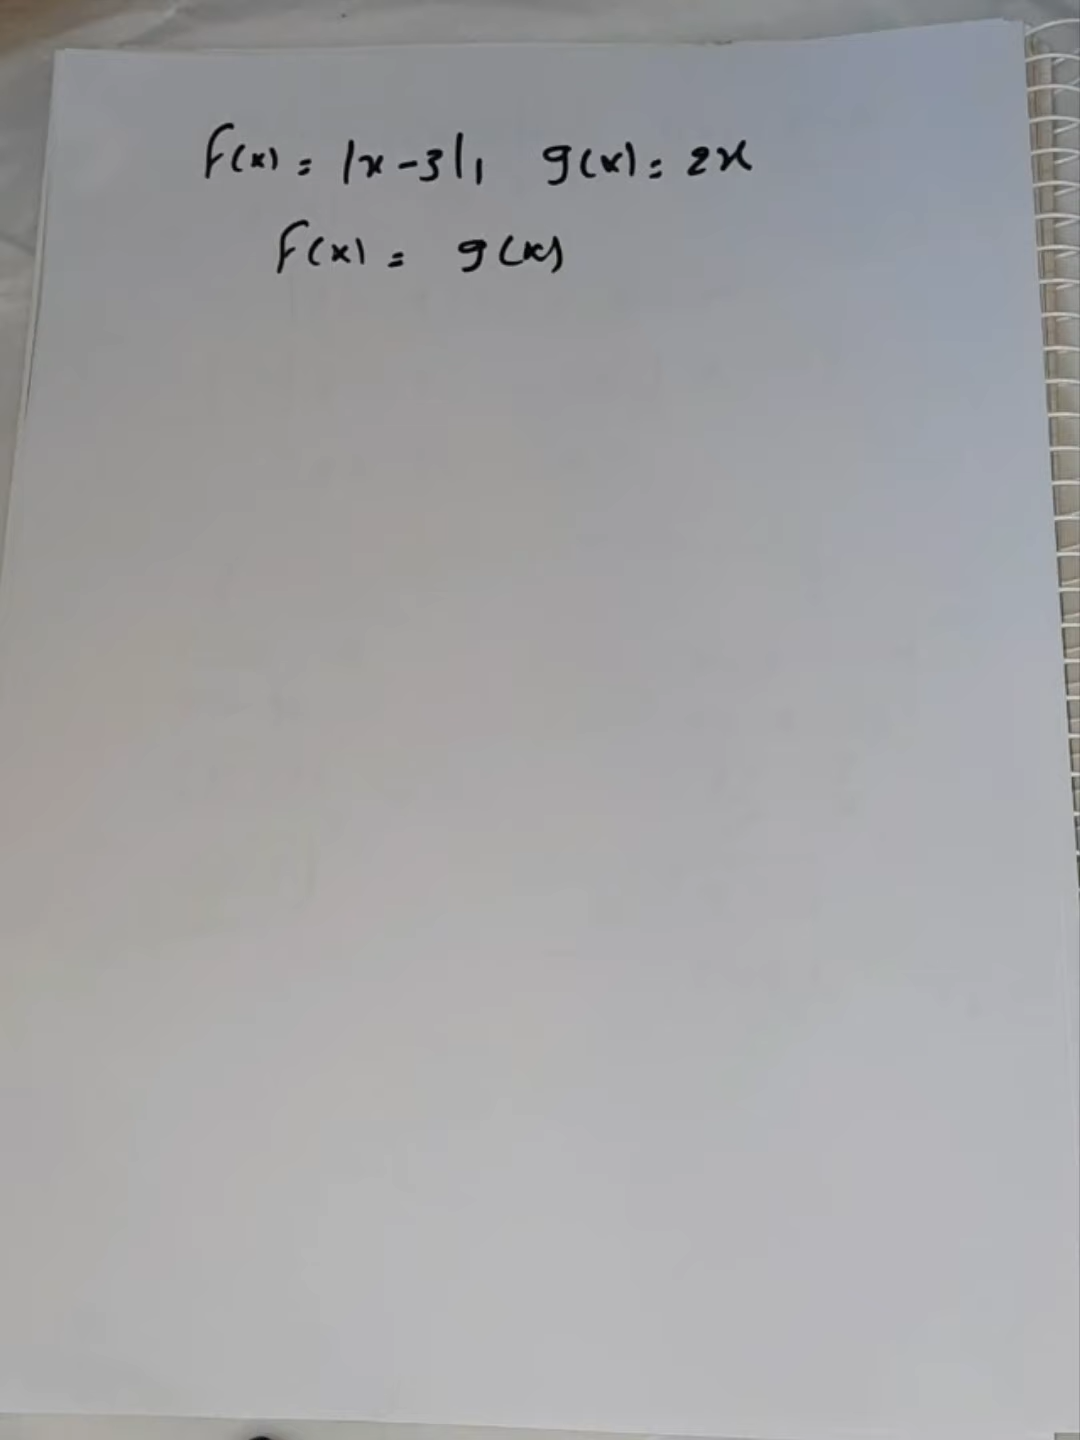 f(x) = |x-3|, g(x) = 2x
f(x) = g(x)